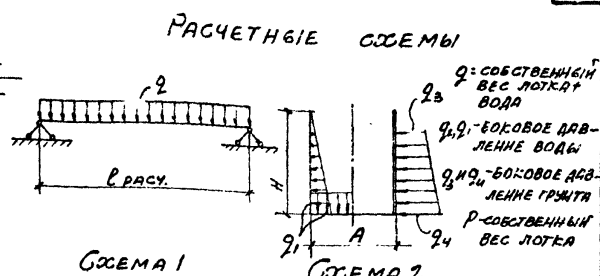 РАСЧЕТНЫЕ СХЕМЫ
q
q=СОБСТВЕННЫЙ
ВЕС ЛОТКА+
ВОДА
q3
q2,q1-БОКОВОЕ ДАВ-
ЛЕНИЕ ВОДЫ
q3 и q4-БОКОВОЕ ДАВ-
ЛЕНИЕ ГРУНТА
P-СОБСТВЕННЫЙ
ВЕС ЛОТКА
H
l РАСЧ.
q1
A
q4
СХЕМА 1
СХЕМА 2